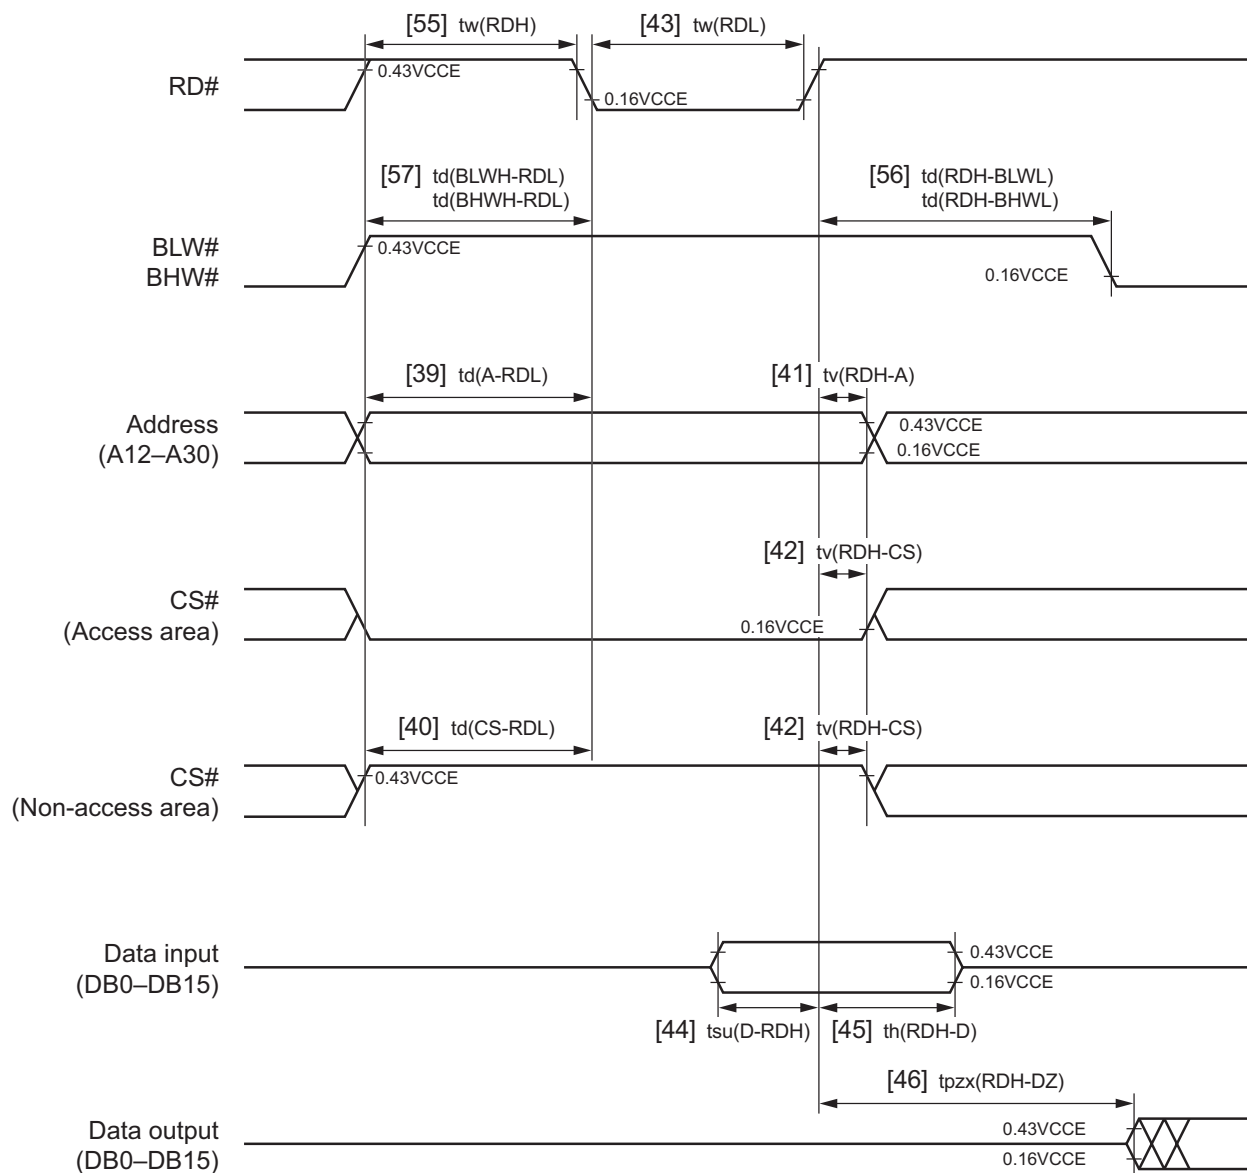 [55] tw(RDH)
[43] tw(RDL)
RD#
0.43VCCE
0.16VCCE
[57] td(BLWH-RDL)
td(BHWH-RDL)
[56] td(RDH-BLWL)
td(RDH-BHWL)
BLW#
BHW#
0.43VCCE
0.16VCCE
[39] td(A-RDL)
[41] tv(RDH-A)
Address
(A12–A30)
0.43VCCE
0.16VCCE
[42] tv(RDH-CS)
CS#
(Access area)
0.16VCCE
[40] td(CS-RDL)
[42] tv(RDH-CS)
CS#
(Non-access area)
0.43VCCE
Data input
(DB0–DB15)
0.43VCCE
0.16VCCE
[44] tsu(D-RDH)
[45] th(RDH-D)
[46] tpzx(RDH-DZ)
Data output
(DB0–DB15)
0.43VCCE
0.16VCCE